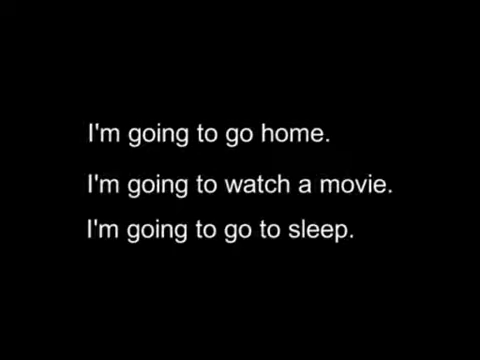 I'm going to go home.
I'm going to watch a movie.
I'm going to go to sleep.